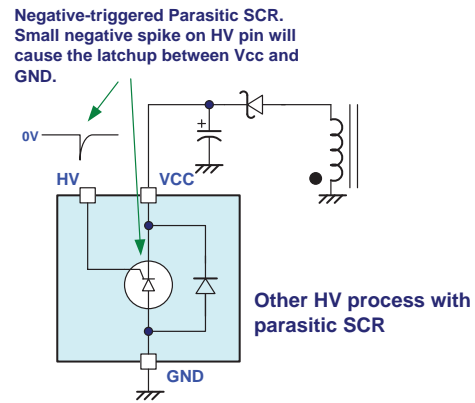 Negative-triggered Parasitic SCR.
Small negative spike on HV pin will
cause the latchup between Vcc and
GND.
+
0V
HV
VCC
Other HV process with
parasitic SCR
GND